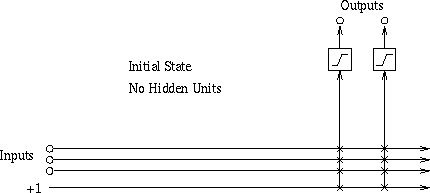 Outputs
Initial State
No Hidden Units
Inputs
+1